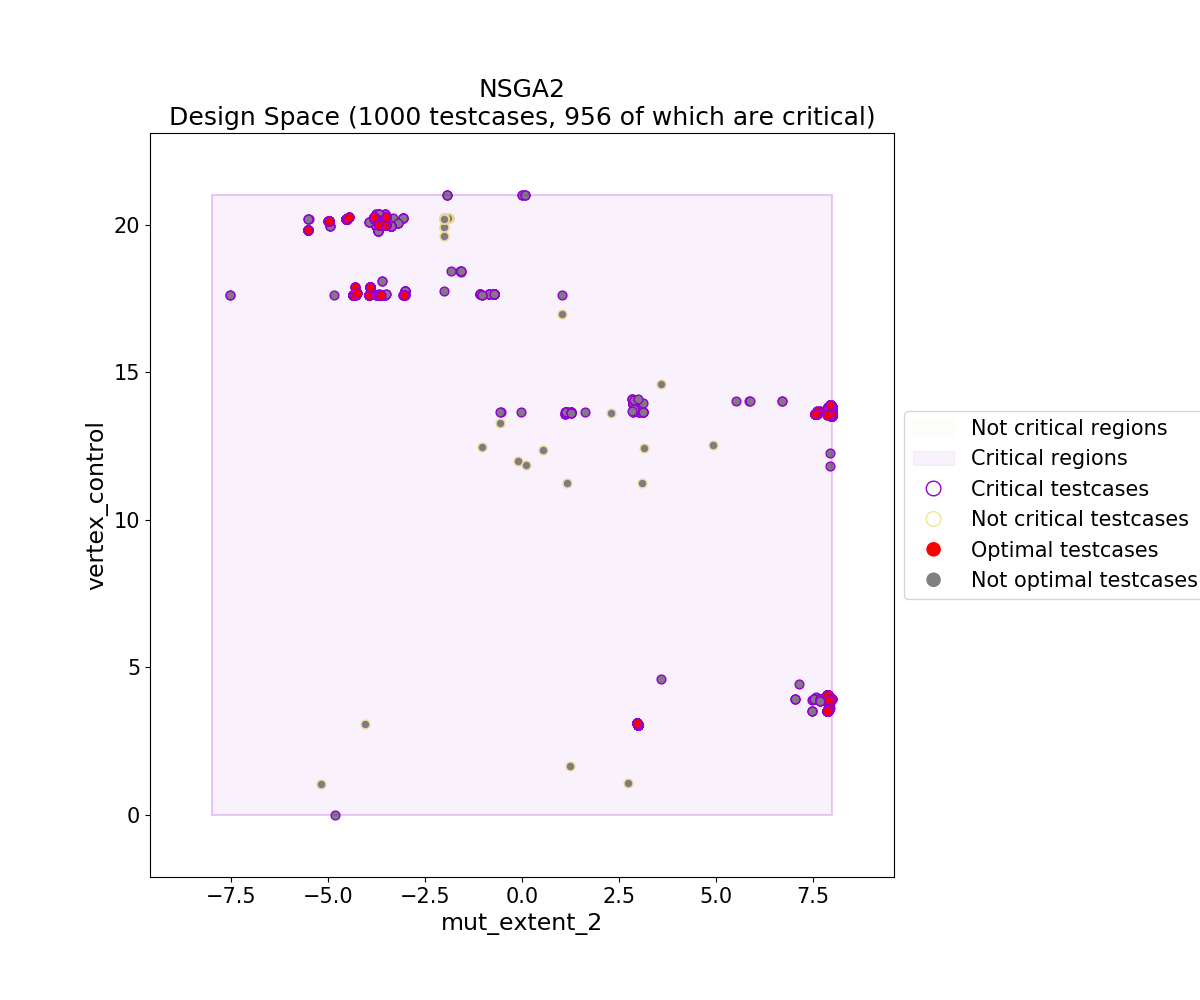 NSGA2
Design Space (1000 testcases, 956 of which are critical)
vertex_control
20
15
10
5
0
−7.5
−5.0
−2.5
0.0
2.5
5.0
7.5
mut_extent_2
Not critical regions
Critical regions
Critical testcases
Not critical testcases
Optimal testcases
Not optimal testcases